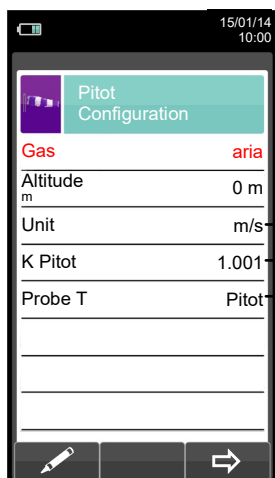 15/01/14
10:00
Pitot
Configuration
Gas aria
Altitude 0 m
m
Unit m/s
K Pitot 1.001
Probe T Pitot